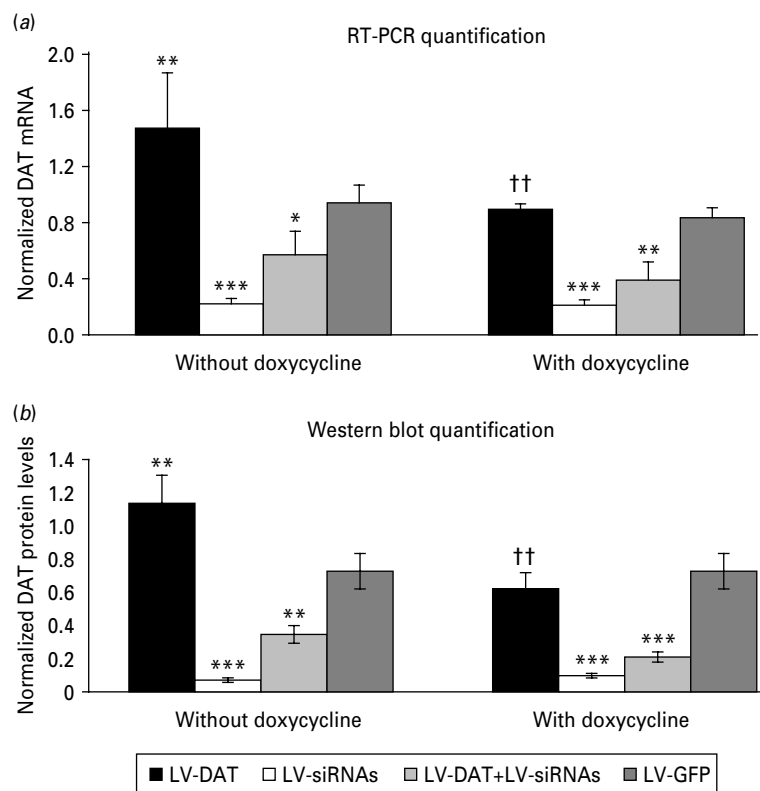 (a)
RT-PCR quantification
Normalized DAT mRNA
2.0
1.6
1.2
0.8
0.4
0.0
**
***
*
††
***
**
Without doxycycline
With doxycycline
(b)
Western blot quantification
Normalized DAT protein levels
1.4
1.2
1.0
0.8
0.6
0.4
0.2
0
**
***
**
††
***
***
Without doxycycline
With doxycycline
LV-DAT LV-siRNAs LV-DAT+LV-siRNAs LV-GFP